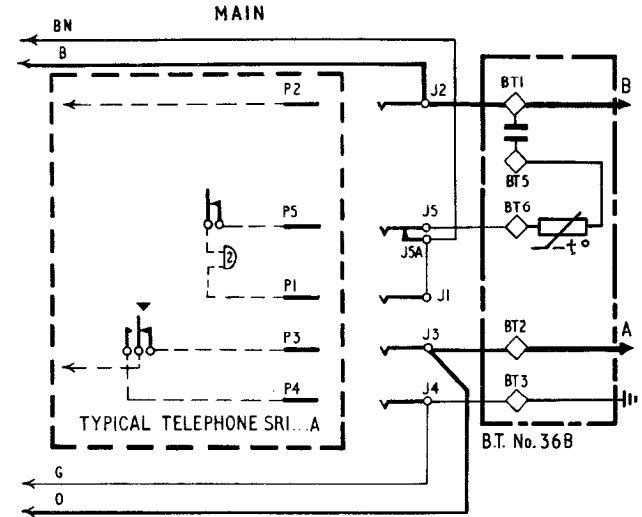 MAIN
BN
B
P2
J2
BT1
B
BT5
P5
J5
BT6
J5A
-t°
2
P1
J1
BT2
A
P3
J3
BT3
P4
J4
TYPICAL TELEPHONE SRI...A
B.T. No. 36B
G
O